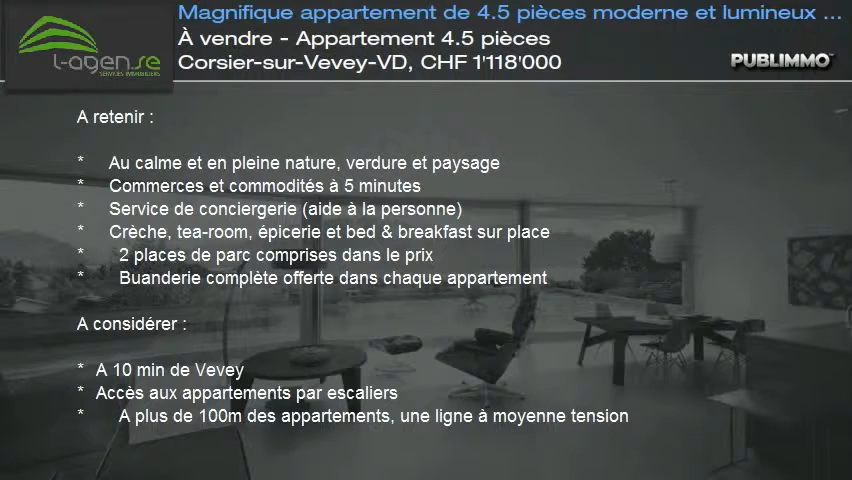 Magnifique appartement de 4.5 pièces moderne et lumineux ...
À vendre - Appartement 4.5 pièces
Corsier-sur-Vevey-VD, CHF 1'118'000
l-agen.se
SERVICES IMMOBILIERS
PUBLIMMO
A retenir :
* Au calme et en pleine nature, verdure et paysage
* Commerces et commodités à 5 minutes
* Service de conciergerie (aide à la personne)
* Crèche, tea-room, épicerie et bed & breakfast sur place
* 2 places de parc comprises dans le prix
* Buanderie complète offerte dans chaque appartement
A considérer :
* A 10 min de Vevey
* Accès aux appartements par escaliers
* A plus de 100m des appartements, une ligne à moyenne tension